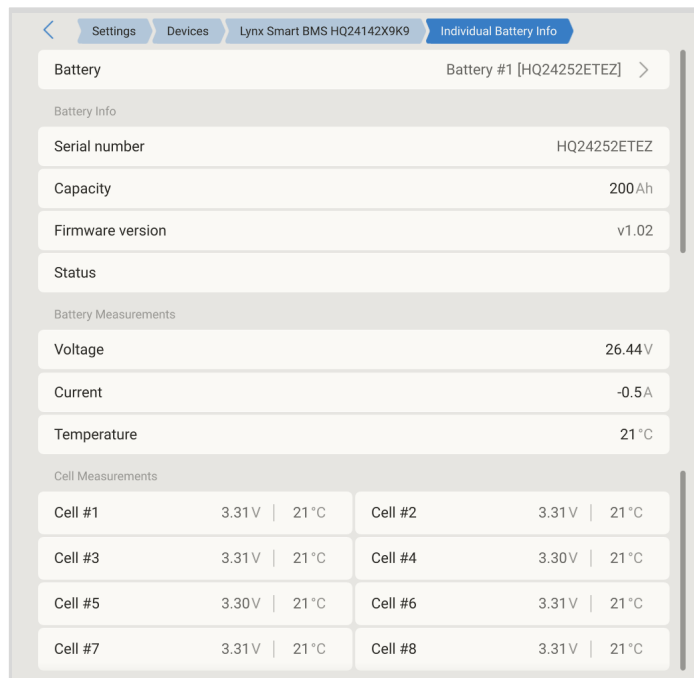 Settings Devices Lynx Smart BMS HQ24142X9K9 Individual Battery Info
Battery Battery #1 [HQ24252ETEZ]
Battery Info
Serial number HQ24252ETEZ
Capacity 200Ah
Firmware version v1.02
Status
Battery Measurements
Voltage 26.44V
Current -0.5A
Temperature 21°C
Cell Measurements
Cell #1 3.31V | 21°C Cell #2 3.31V | 21°C
Cell #3 3.31V | 21°C Cell #4 3.30V | 21°C
Cell #5 3.30V | 21°C Cell #6 3.31V | 21°C
Cell #7 3.31V | 21°C Cell #8 3.31V | 21°C